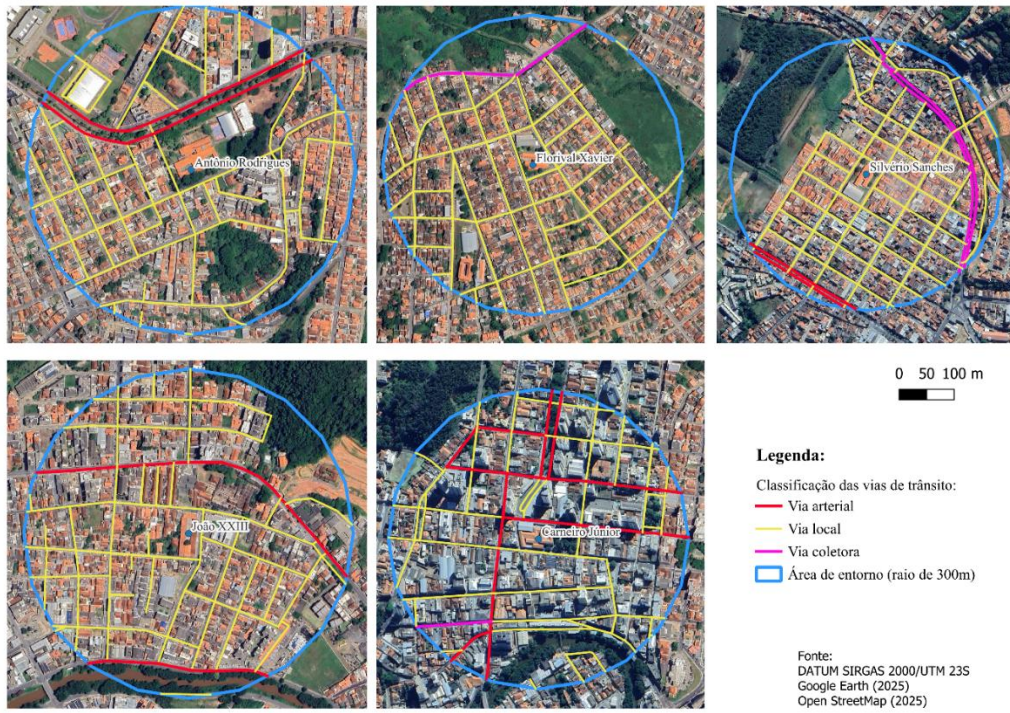 Antônio Rodrigues
Florival Xavier
Silvério Sanches
João XXIII
Carneiro Júnior
0 50 100 m
Legenda:
Classificação das vias de trânsito:
Via arterial
Via local
Via coletora
Área de entorno (raio de 300m)
Fonte:
DATUM SIRGAS 2000/UTM 23S
Google Earth (2025)
Open StreetMap (2025)